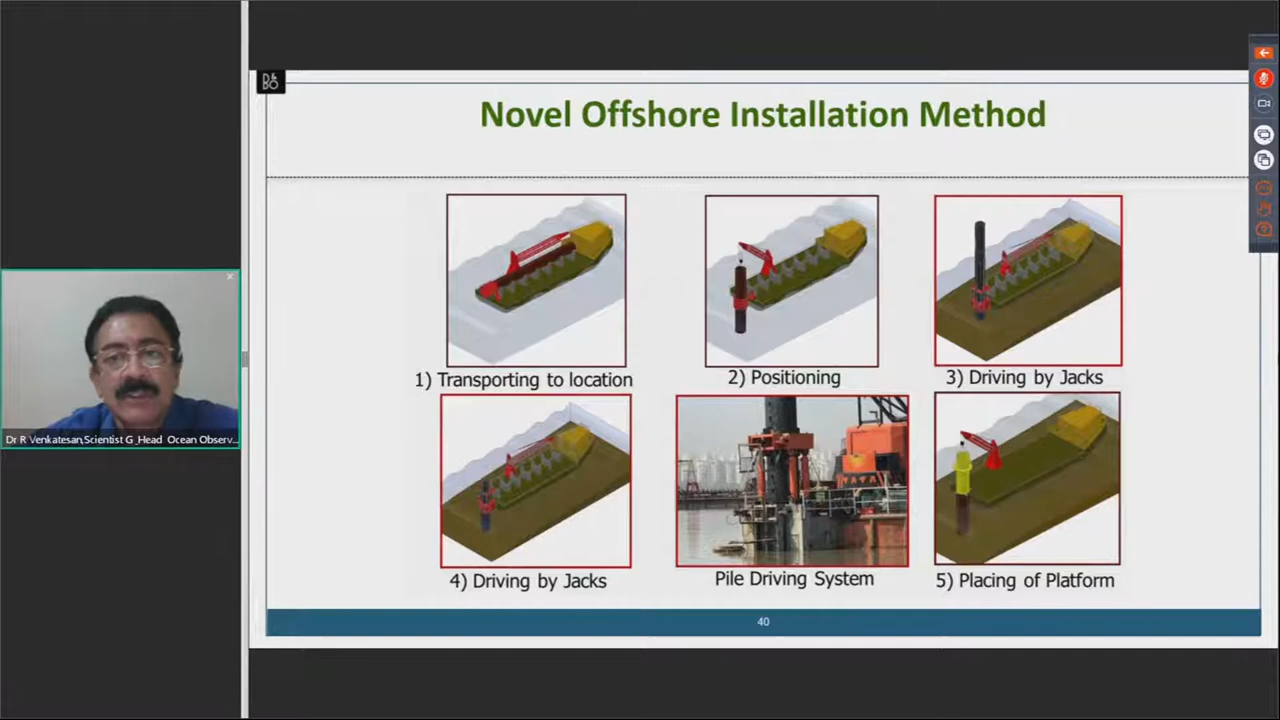 B&O
Novel Offshore Installation Method
1) Transporting to location
2) Positioning
3) Driving by Jacks
4) Driving by Jacks
Pile Driving System
5) Placing of Platform
40
Dr R Venkatesan,Scientist G_Head Ocean Observ...